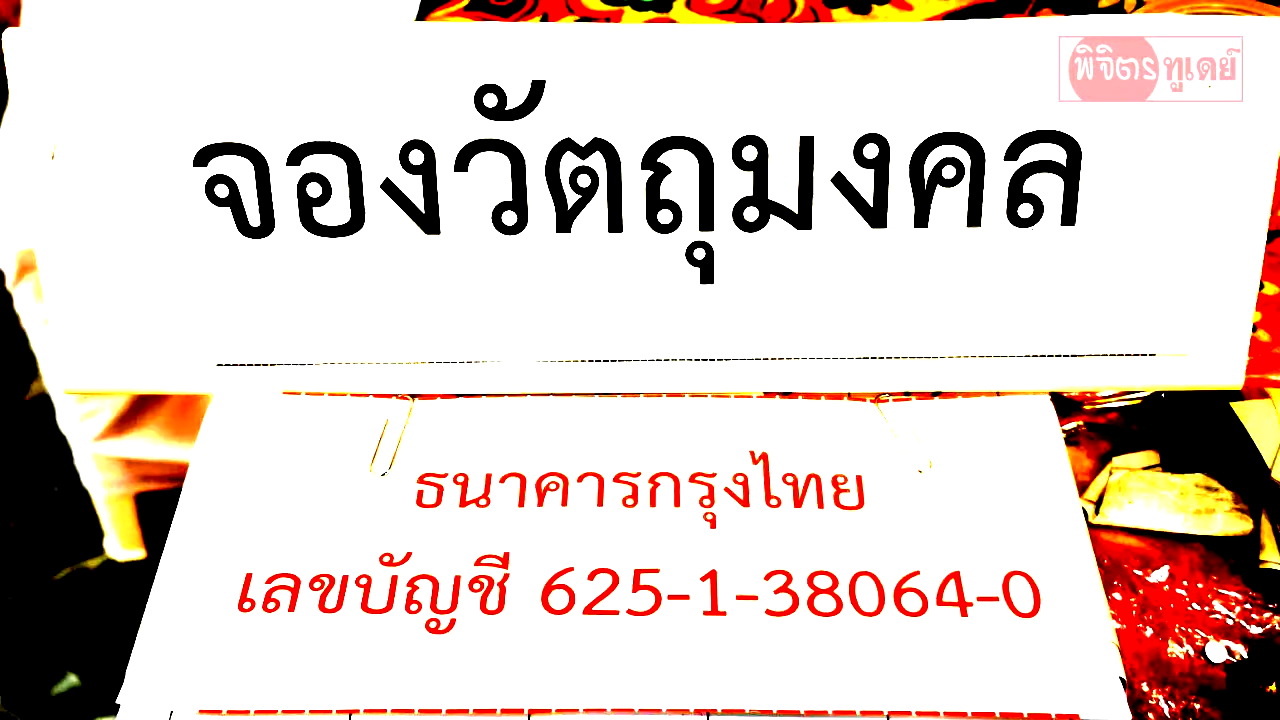 พิจิตรทูเดย์
จองวัตถุมงคล
ธนาคารกรุงไทย
เลขบัญชี 625-1-38064-0